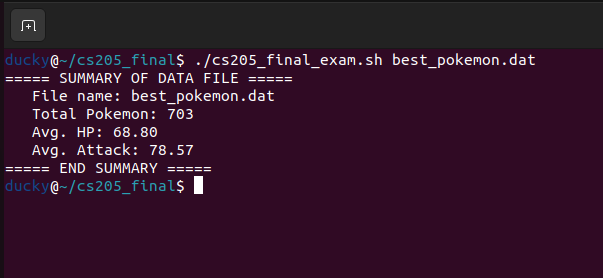 ducky@~/cs205_final$ ./cs205_final_exam.sh best_pokemon.dat
===== SUMMARY OF DATA FILE =====
   File name: best_pokemon.dat
   Total Pokemon: 703
   Avg. HP: 68.80
   Avg. Attack: 78.57
===== END SUMMARY =====
ducky@~/cs205_final$